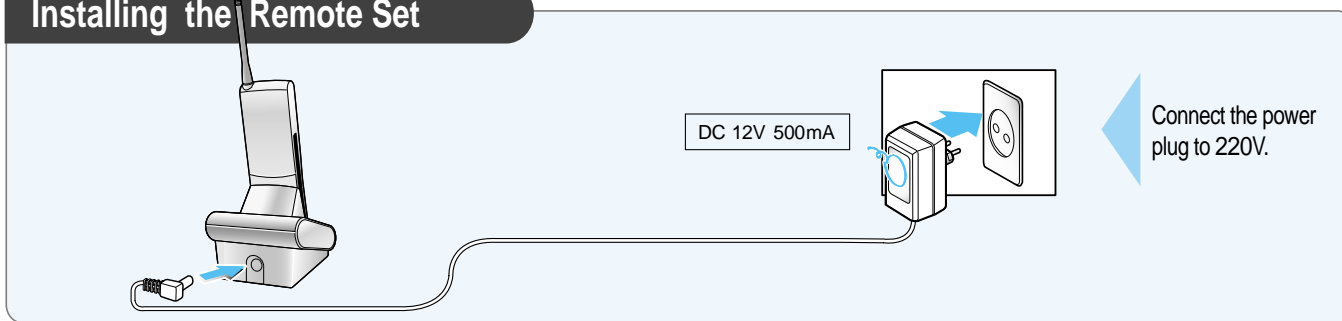 Installing the Remote Set
DC 12V 500mA
Connect the power
plug to 220V.